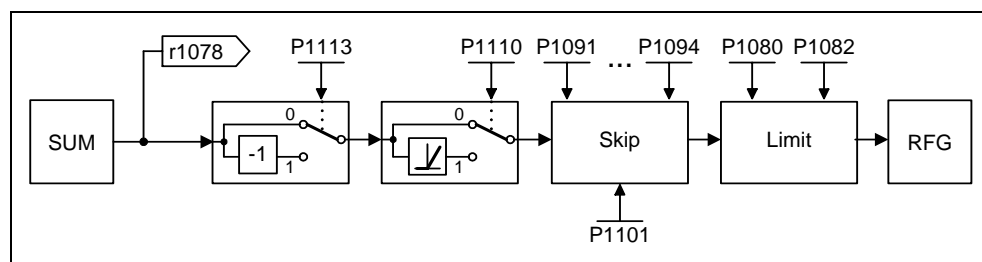 r1078
P1113
P1110
P1091 ... P1094
P1080 P1082
SUM
0
-1
1
0
1
Skip
Limit
RFG
P1101